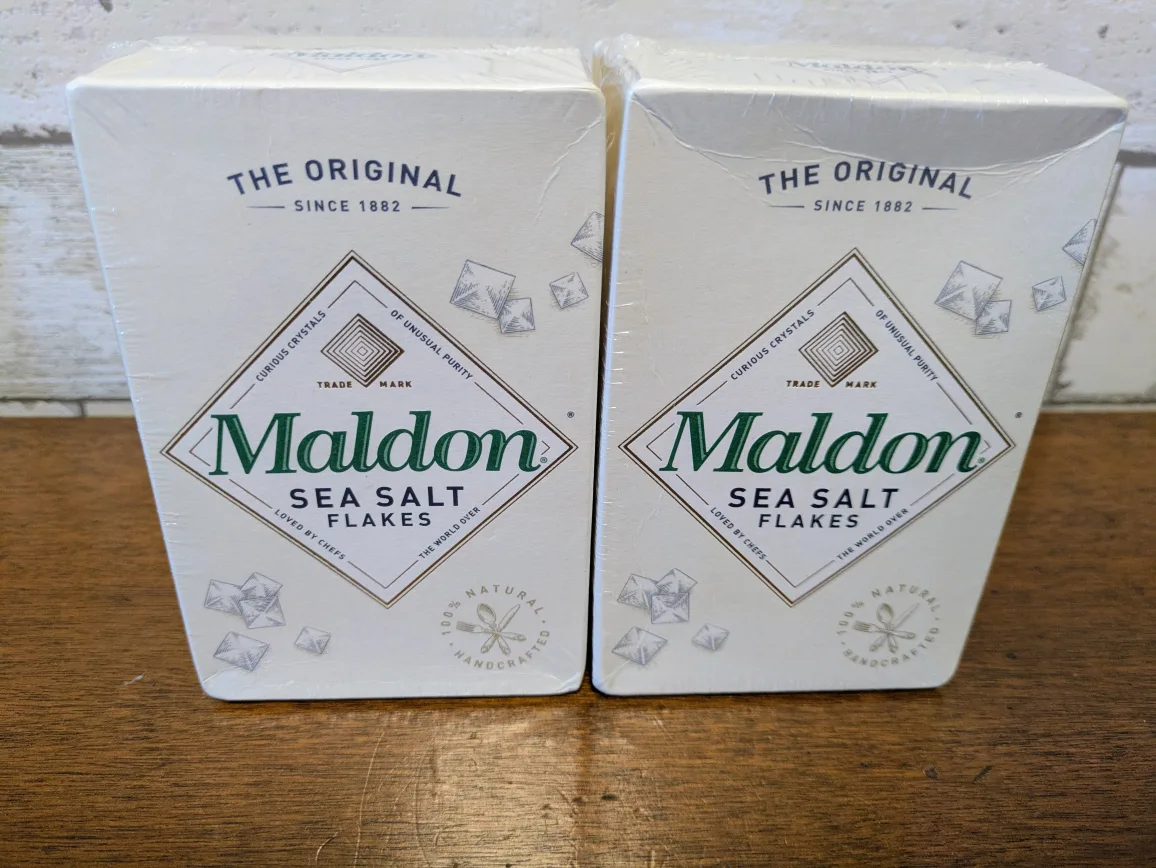 Maldon
THE ORIGINAL
SINCE 1882
CURIOUS CRYSTALS
OF UNUSUAL PURITY
TRADE MARK
Maldon®
SEA SALT
FLAKES
LOVED BY CHEFS
THE WORLD OVER
100% NATURAL
HANDCRAFTED
Maldon
THE ORIGINAL
SINCE 1882
CURIOUS CRYSTALS
OF UNUSUAL PURITY
TRADE MARK
Maldon®
SEA SALT
FLAKES
LOVED BY CHEFS
THE WORLD OVER
100% NATURAL
HANDCRAFTED